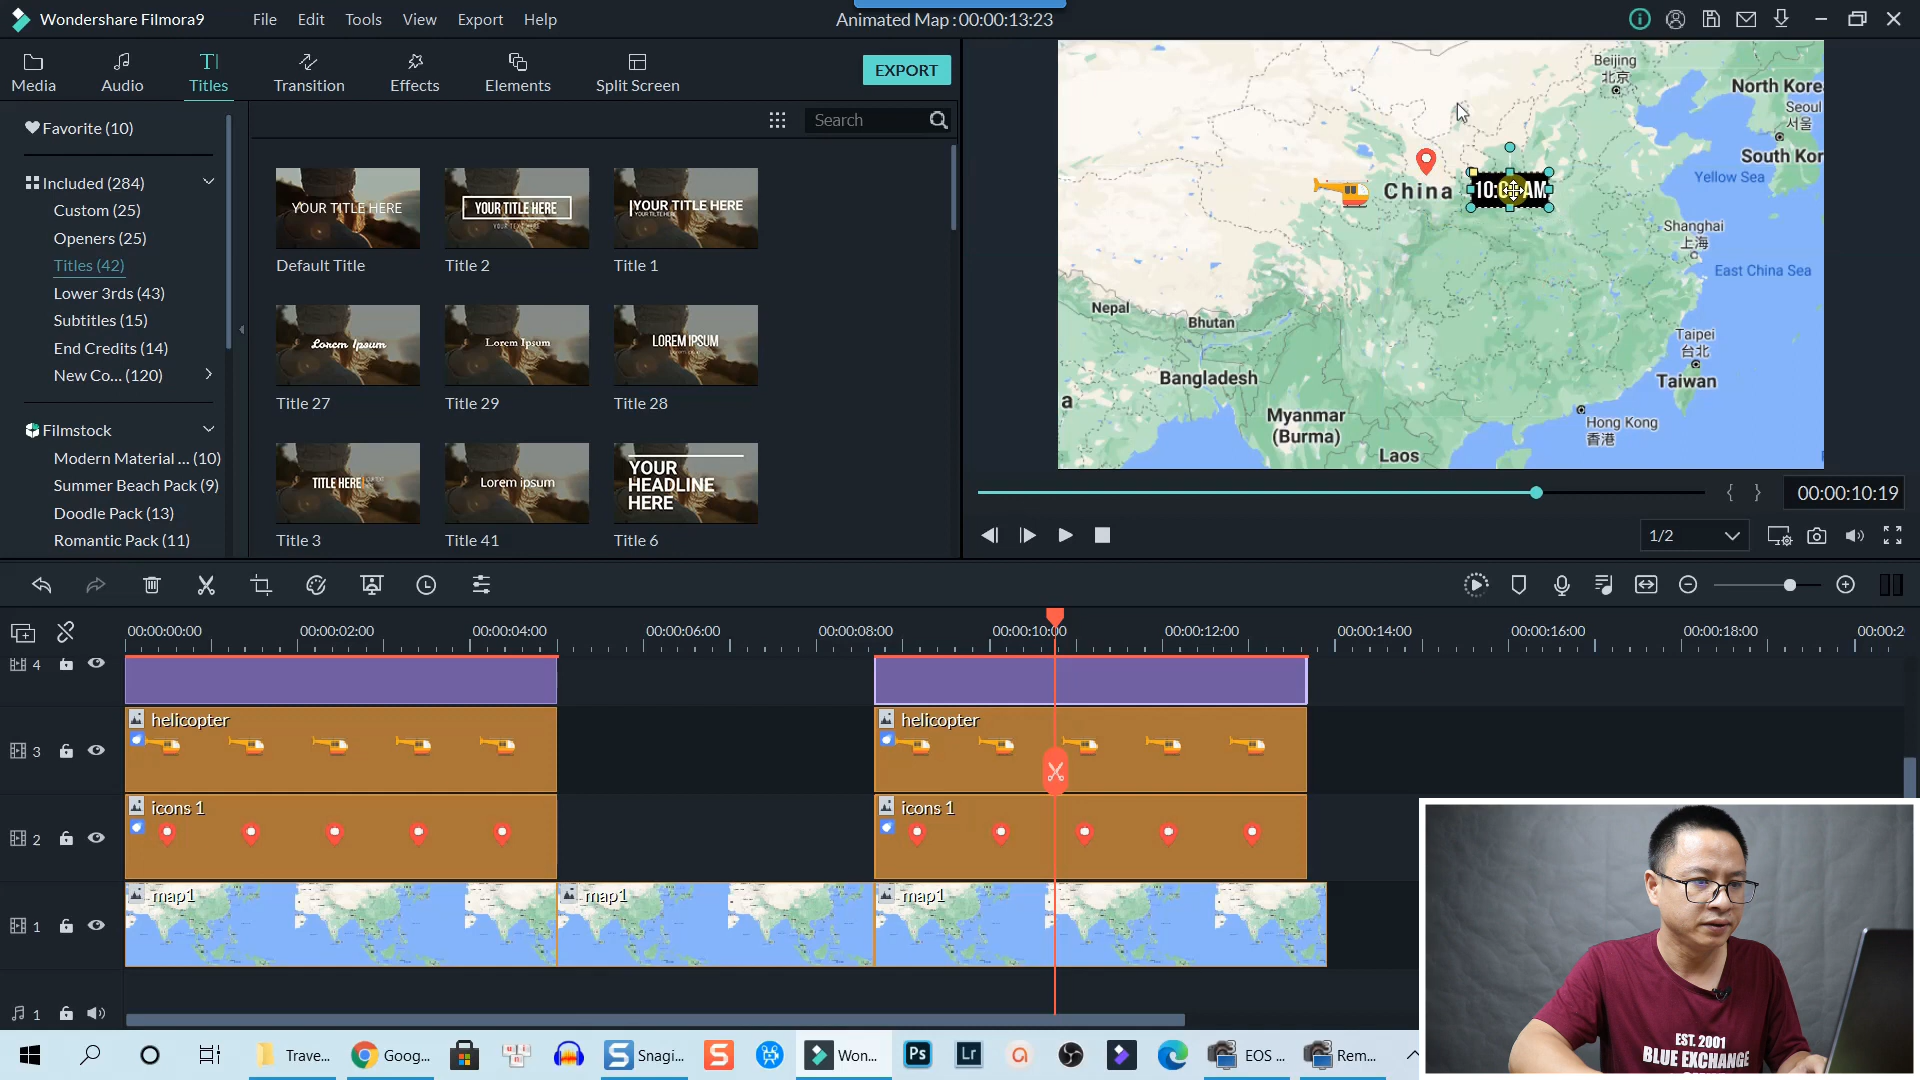 Wondershare Filmora9
File Edit Tools View Export Help
Animated Map : 00:00:13:23
Media
Audio
Titles
Transition
Effects
Elements
Split Screen
EXPORT
Search
Favorite (10)
Included (284)
Custom (25)
Openers (25)
Titles (42)
Lower 3rds (43)
Subtitles (15)
End Credits (14)
New Co... (120)
Filmstock
Modern Material ... (10)
Summer Beach Pack (9)
Doodle Pack (13)
Romantic Pack (11)
YOUR TITLE HERE
Default Title
YOUR TITLE HERE
Title 2
YOUR TITLE HERE
Title 1
Lorem Ipsum
Title 27
Lorem Ipsum
Title 29
LOREM IPSUM
Title 28
TITLE HERE
Title 3
Lorem ipsum
Title 41
YOUR
HEADLINE
HERE
Title 6
Beijing
北京
North Kore
Seoul
서울
South Kor
Yellow Sea
China
Shanghai
上海
East China Sea
Nepal
Bhutan
Taipei
台北
Taiwan
Bangladesh
a
Myanmar
(Burma)
Hong Kong
香港
Laos
00:00:10:19
1/2
00:00:00:00
00:00:02:00
00:00:04:00
00:00:06:00
00:00:08:00
00:00:10:00
00:00:12:00
00:00:14:00
00:00:16:00
00:00:18:00
00:00:2
4
3
helicopter
helicopter
2
icons 1
icons 1
1
map1
map1
map1
1
EST. 2001
BLUE EXCHANGE
Trave...
Goog...
Snagi...
Won...
Ps
Lr
EOS ...
Rem...